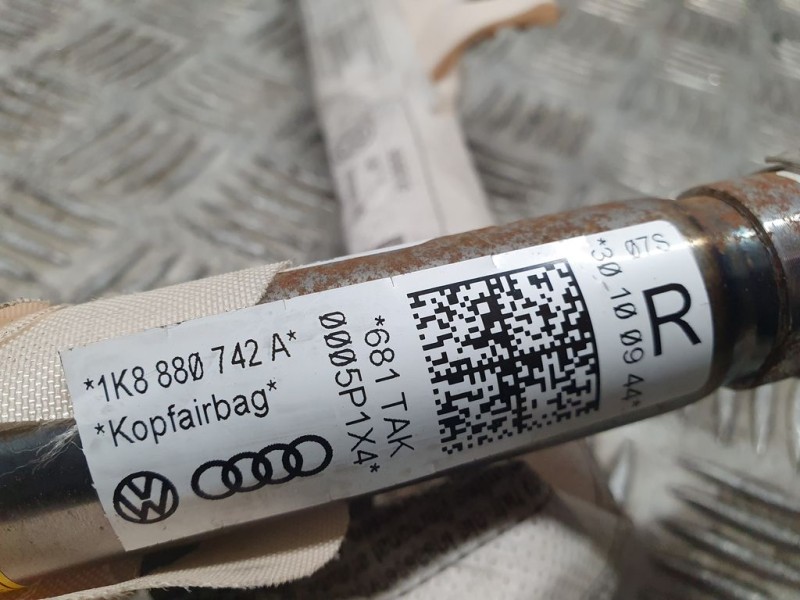 *1K8 880 742 A*
*Kopfairbag*
*681 TAK
0005P1X4*
07S
*30_10 09 44*
R